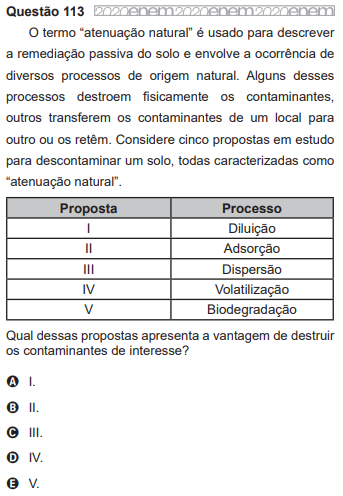 Questão 113 2020enem2020enem2020enem
O termo “atenuação natural” é usado para descrever
a remediação passiva do solo e envolve a ocorrência de
diversos processos de origem natural. Alguns desses
processos destroem fisicamente os contaminantes,
outros transferem os contaminantes de um local para
outro ou os retêm. Considere cinco propostas em estudo
para descontaminar um solo, todas caracterizadas como
“atenuação natural”.
Proposta Processo
I Diluição
II Adsorção
III Dispersão
IV Volatilização
V Biodegradação
Qual dessas propostas apresenta a vantagem de destruir
os contaminantes de interesse?
A I.
B II.
C III.
D IV.
E V.